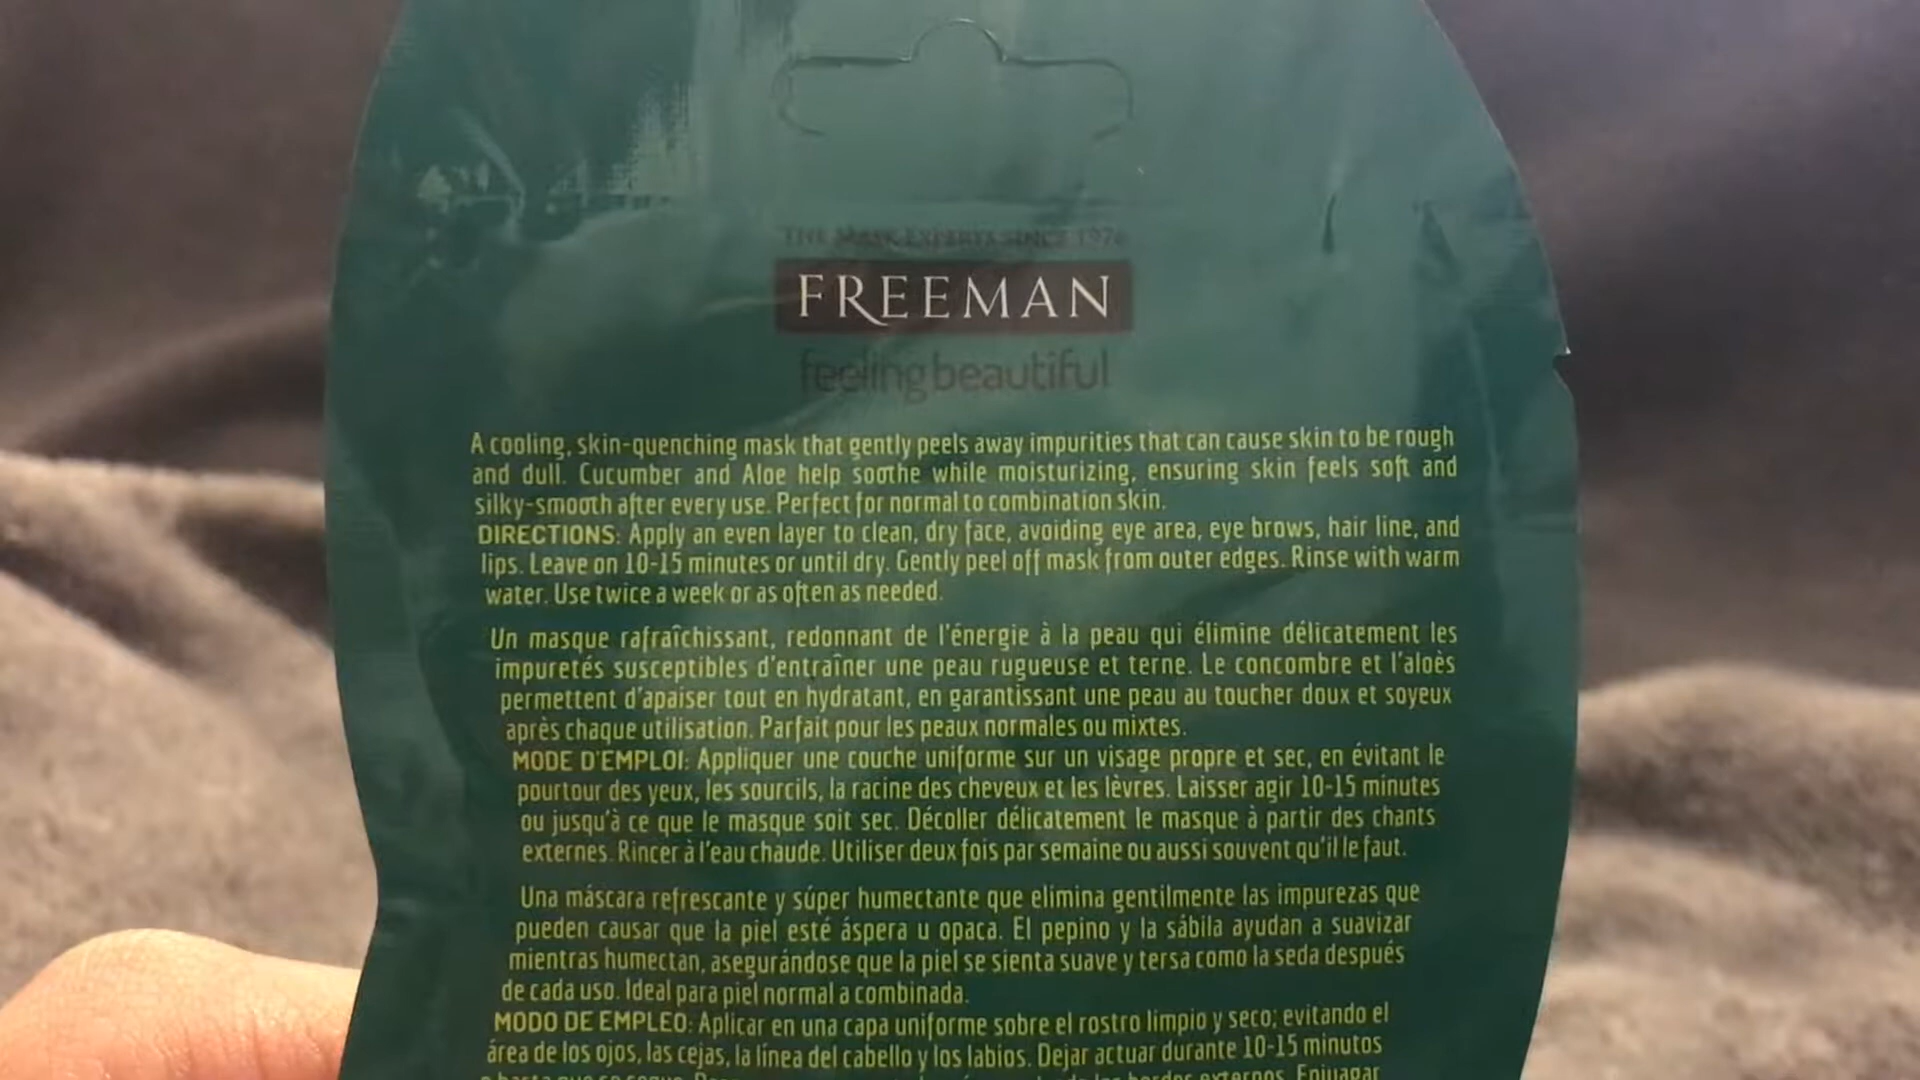 THE MASK EXPERTS SINCE 1976
FREEMAN
feelingbeautiful
A cooling, skin-quenching mask that gently peels away impurities that can cause skin to be rough
and dull. Cucumber and Aloe help soothe while moisturizing, ensuring skin feels soft and
silky-smooth after every use. Perfect for normal to combination skin.
DIRECTIONS: Apply an even layer to clean, dry face, avoiding eye area, eye brows, hair line, and
lips. Leave on 10-15 minutes or until dry. Gently peel off mask from outer edges. Rinse with warm
water. Use twice a week or as often as needed.
Un masque rafraîchissant, redonnant de l'énergie à la peau qui élimine délicatement les
impuretés susceptibles d'entraîner une peau rugueuse et terne. Le concombre et l'aloès
permettent d'apaiser tout en hydratant, en garantissant une peau au toucher doux et soyeux
après chaque utilisation. Parfait pour les peaux normales ou mixtes.
MODE D'EMPLOI: Appliquer une couche uniforme sur un visage propre et sec, en évitant le
pourtour des yeux, les sourcils, la racine des cheveux et les lèvres. Laisser agir 10-15 minutes
ou jusqu'à ce que le masque soit sec. Décoller délicatement le masque à partir des chants
externes. Rincer à l'eau chaude. Utiliser deux fois par semaine ou aussi souvent qu'il le faut.
Una máscara refrescante y súper humectante que elimina gentilmente las impurezas que
pueden causar que la piel esté áspera u opaca. El pepino y la sábila ayudan a suavizar
mientras humectan, asegurándose que la piel se sienta suave y tersa como la seda después
de cada uso. Ideal para piel normal a combinada.
MODO DE EMPLEO: Aplicar en una capa uniforme sobre el rostro limpio y seco; evitando el
área de los ojos, las cejas, la línea del cabello y los labios. Dejar actuar durante 10-15 minutos
o hasta que se seque. bordes externos. Enjuagar